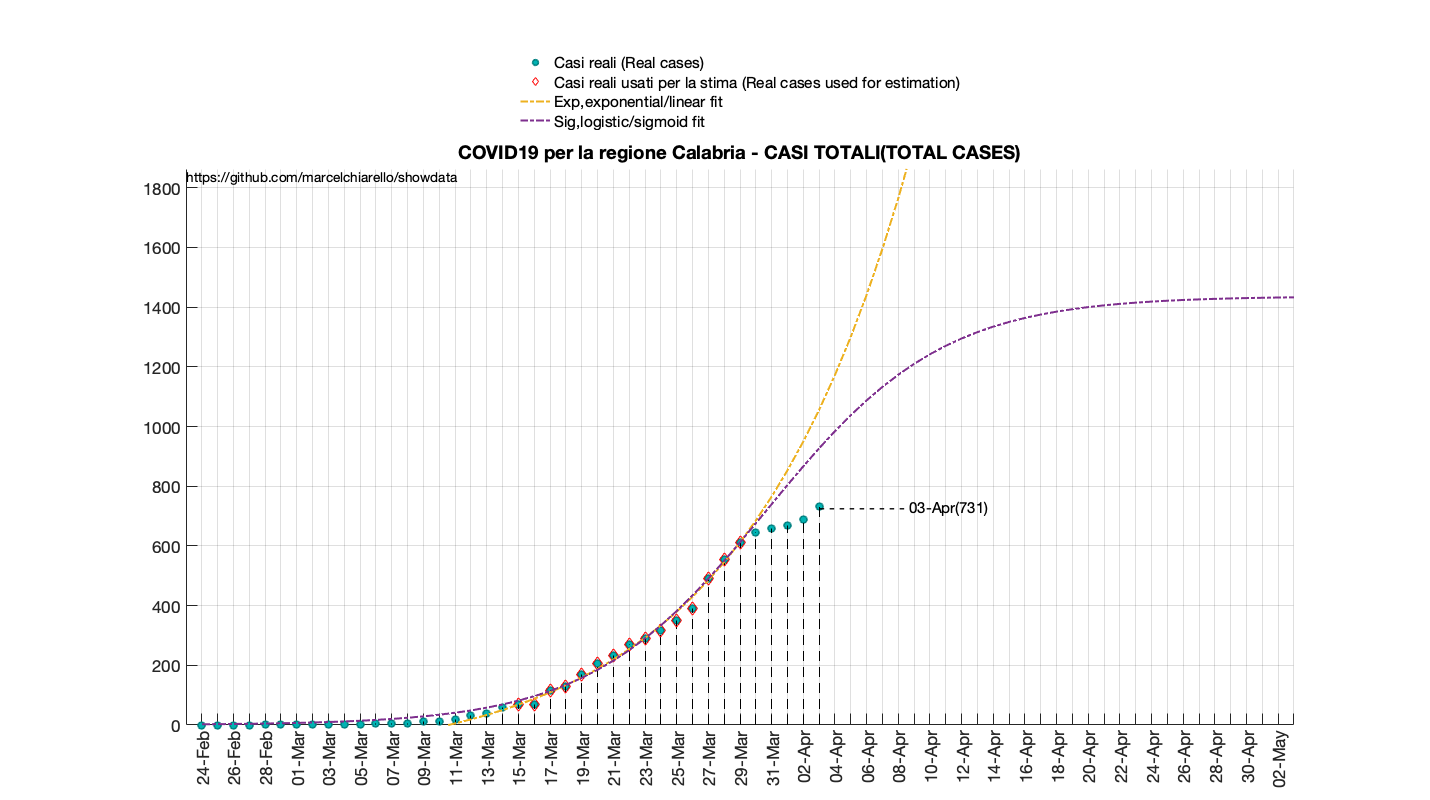 Casi reali (Real cases)
Casi reali usati per la stima (Real cases used for estimation)
Exp,exponential/linear fit
Sig,logistic/sigmoid fit
COVID19 per la regione Calabria - CASI TOTALI(TOTAL CASES)
https://github.com/marcelchiarello/showdata
1800
1600
1400
1200
1000
800
600
400
200
0
03-Apr(731)
24-Feb
26-Feb
28-Feb
01-Mar
03-Mar
05-Mar
07-Mar
09-Mar
11-Mar
13-Mar
15-Mar
17-Mar
19-Mar
21-Mar
23-Mar
25-Mar
27-Mar
29-Mar
31-Mar
02-Apr
04-Apr
06-Apr
08-Apr
10-Apr
12-Apr
14-Apr
16-Apr
18-Apr
20-Apr
22-Apr
24-Apr
26-Apr
28-Apr
30-Apr
02-May